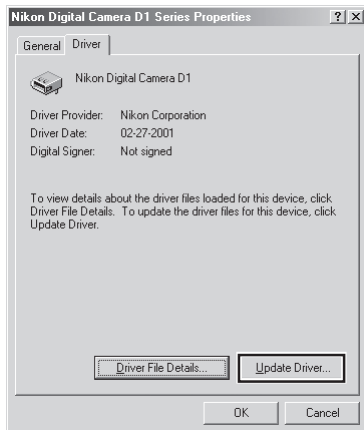 Nikon Digital Camera D1 Series Properties ? X
General Driver
Nikon Digital Camera D1
Driver Provider: Nikon Corporation
Driver Date: 02-27-2001
Digital Signer: Not signed
To view details about the driver files loaded for this device, click
Driver File Details. To update the driver files for this device, click
Update Driver.
Driver File Details... Update Driver...
OK Cancel